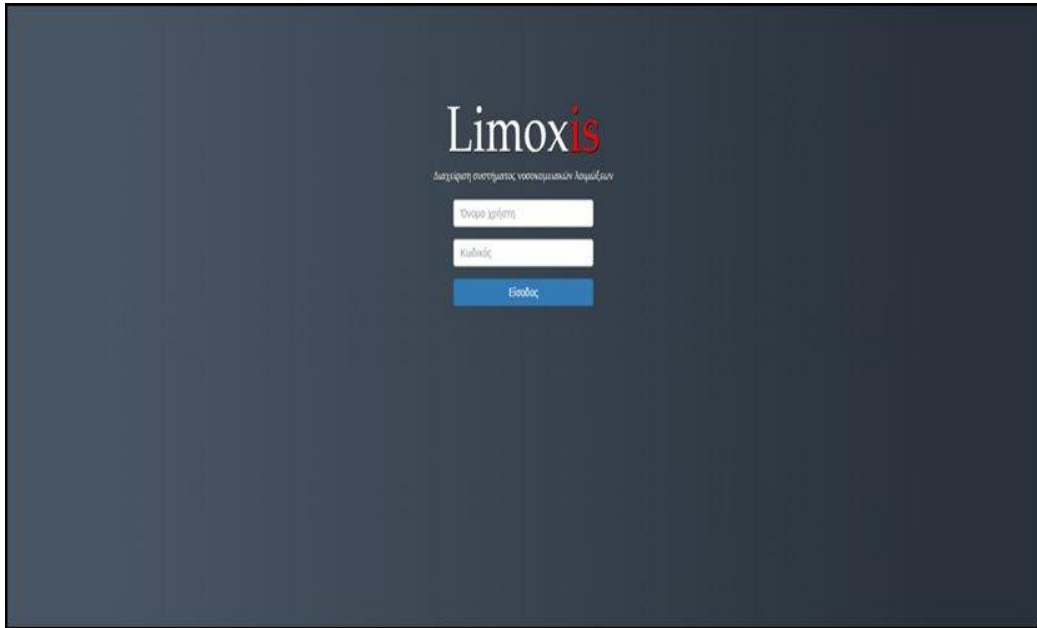 Limoxis
Διαχείριση συστήματος νοσοκομειακών λοιμώξεων
Όνομα χρήστη
Κωδικός
Είσοδος